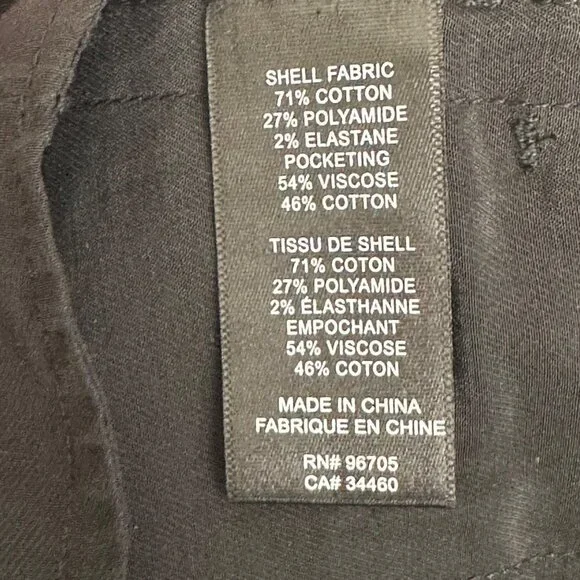 SHELL FABRIC
71% COTTON
27% POLYAMIDE
2% ELASTANE
POCKETING
54% VISCOSE
46% COTTON
TISSU DE SHELL
71% COTON
27% POLYAMIDE
2% ÉLASTHANNE
EMPOCHANT
54% VISCOSE
46% COTON
MADE IN CHINA
FABRIQUE EN CHINE
RN# 96705
CA# 34460